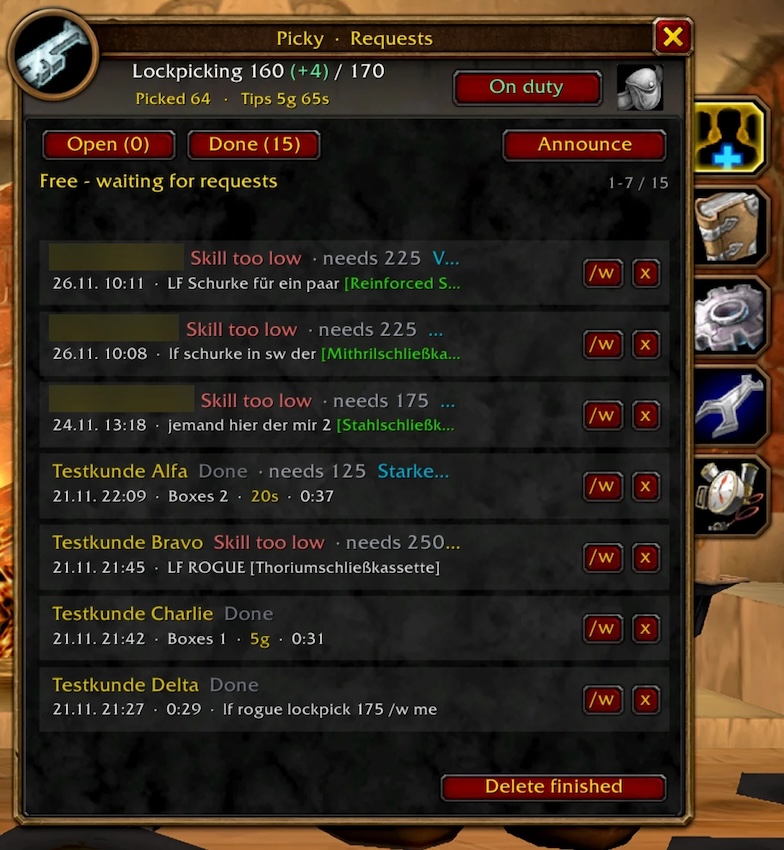 Picky · Requests
Lockpicking 160 (+4) / 170
Picked 64 · Tips 5g 65s
On duty
Open (0)
Done (15)
Announce
Free - waiting for requests
1-7 / 15
Skill too low · needs 225 V...
26.11. 10:11 · LF Schurke für ein paar [Reinforced S...
/w
x
Skill too low · needs 225 ...
26.11. 10:08 · lf schurke in sw der [Mithrilschließka...
/w
x
Skill too low · needs 175 ...
24.11. 13:18 · jemand hier der mir 2 [Stahlschließk...
/w
x
Testkunde Alfa Done · needs 125 Starke...
21.11. 22:09 · Boxes 2 · 20s · 0:37
/w
x
Testkunde Bravo Skill too low · needs 250...
21.11. 21:45 · LF ROGUE [Thoriumschließkassette]
/w
x
Testkunde Charlie Done
21.11. 21:42 · Boxes 1 · 5g · 0:31
/w
x
Testkunde Delta Done
21.11. 21:27 · 0:29 · lf rogue lockpick 175 /w me
/w
x
Delete finished